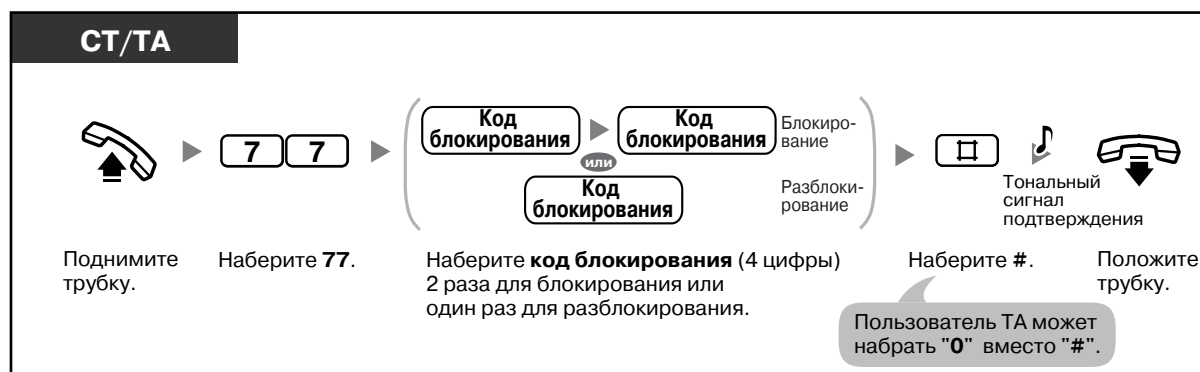 СТ/ТА
7 7
Код
блокирования
Код
блокирования
Блокиро-
вание
или
Код
блокирования
Разблоки-
рование
Тональный
сигнал
подтверждения
Поднимите
трубку.
Наберите 77.
Наберите код блокирования (4 цифры)
2 раза для блокирования или
один раз для разблокирования.
Наберите #.
Положите
трубку.
Пользователь ТА может
набрать "0" вместо "#".